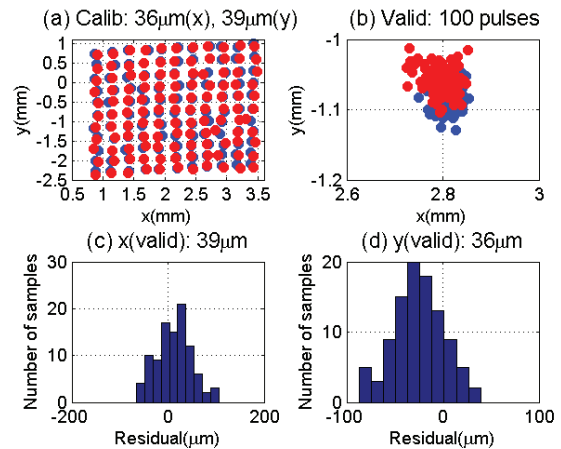 (a) Calib: 36μm(x), 39μm(y)
1
0.5
0
-0.5
-1
-1.5
-2
-2.5
y(mm)
0.5 1 1.5 2 2.5 3 3.5
x(mm)
(b) Valid: 100 pulses
-1
-1.1
-1.2
y(mm)
2.6 2.8 3
x(mm)
(c) x(valid): 39μm
30
20
10
0
Number of samples
-200 0 200
Residual(μm)
(d) y(valid): 36μm
20
10
0
Number of samples
-100 0 100
Residual(μm)